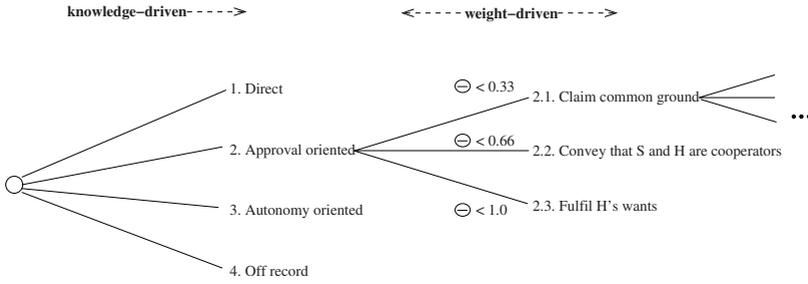 knowledge–driven
weight–driven
1. Direct
2. Approval oriented
3. Autonomy oriented
4. Off record
Θ < 0.33
2.1. Claim common ground
Θ < 0.66
2.2. Convey that S and H are cooperators
Θ < 1.0
2.3. Fulfil H's wants
...